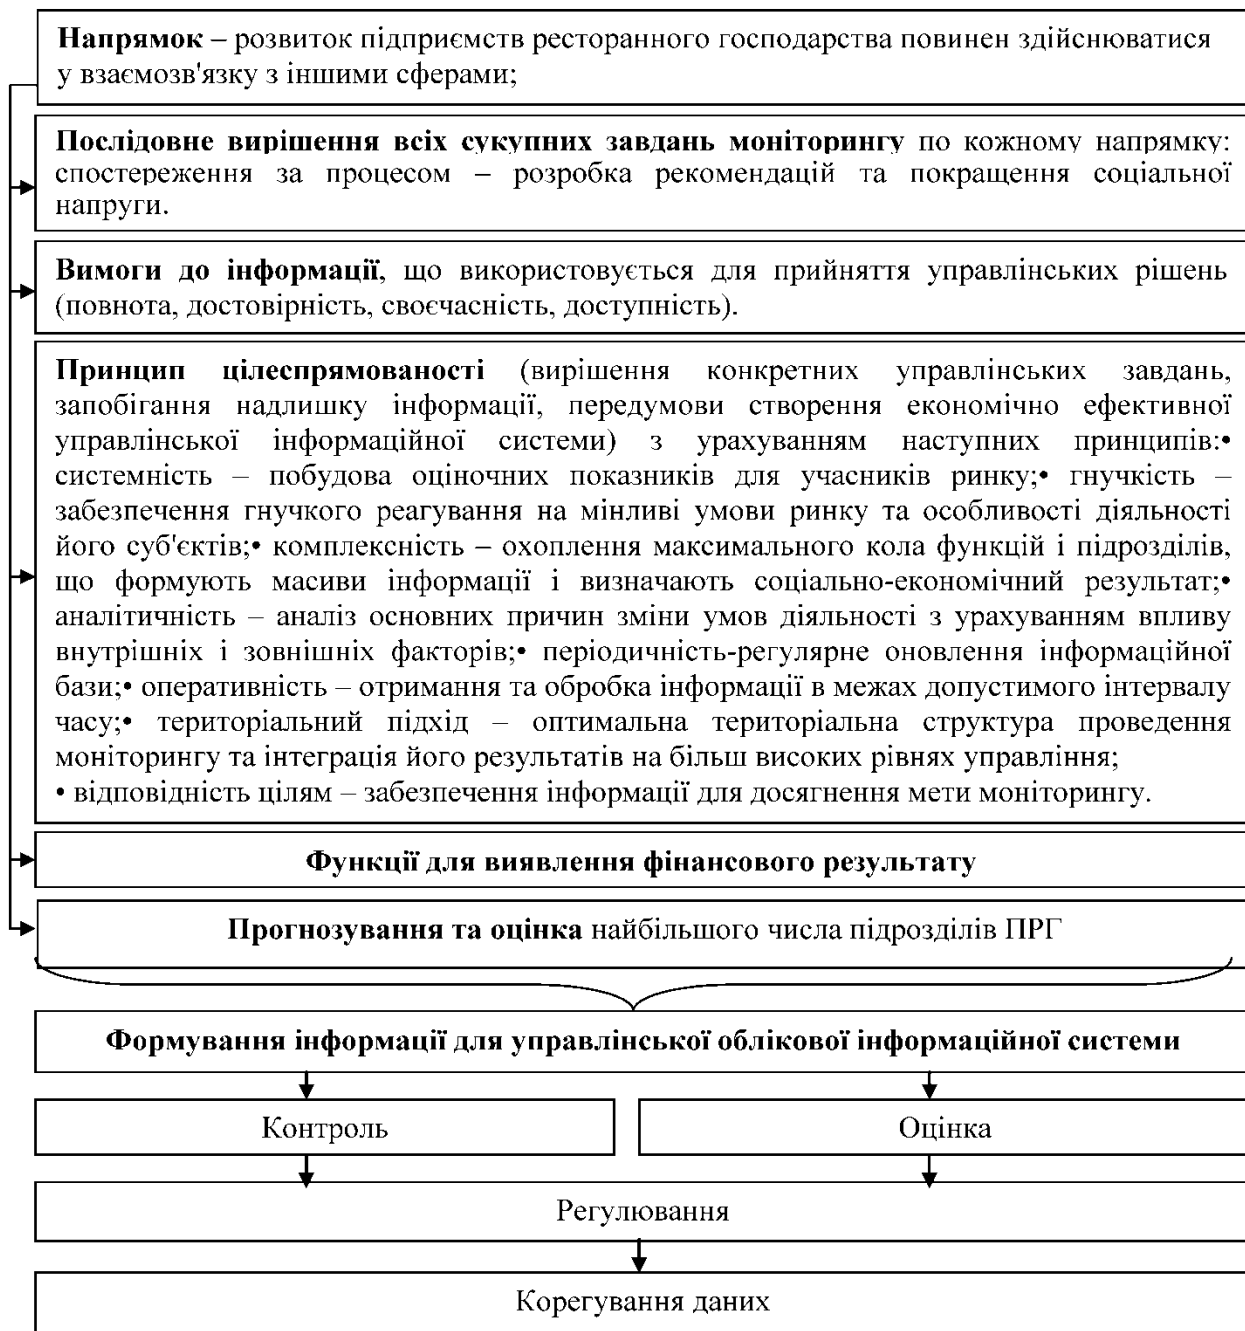 Напрямок – розвиток підприємств ресторанного господарства повинен здійснюватися
у взаємозв'язку з іншими сферами;
Послідовне вирішення всіх сукупних завдань моніторингу по кожному напрямку:
спостереження за процесом – розробка рекомендацій та покращення соціальної
напруги.
Вимоги до інформації, що використовується для прийняття управлінських рішень
(повнота, достовірність, своєчасність, доступність).
Принцип цілеспрямованості (вирішення конкретних управлінських завдань,
запобігання надлишку інформації, передумови створення економічно ефективної
управлінської інформаційної системи) з урахуванням наступних принципів:•
системність – побудова оціночних показників для учасників ринку;• гнучкість –
забезпечення гнучкого реагування на мінливі умови ринку та особливості діяльності
його суб'єктів;• комплексність – охоплення максимального кола функцій і підрозділів,
що формують масиви інформації і визначають соціально-економічний результат;•
аналітичність – аналіз основних причин зміни умов діяльності з урахуванням впливу
внутрішніх і зовнішніх факторів;• періодичність-регулярне оновлення інформаційної
бази;• оперативність – отримання та обробка інформації в межах допустимого інтервалу
часу;• територіальний підхід – оптимальна територіальна структура проведення
моніторингу та інтеграція його результатів на більш високих рівнях управління;
• відповідність цілям – забезпечення інформації для досягнення мети моніторингу.
Функції для виявлення фінансового результату
Прогнозування та оцінка найбільшого числа підрозділів ПРГ
Формування інформації для управлінської облікової інформаційної системи
Контроль
Оцінка
Регулювання
Корегування даних